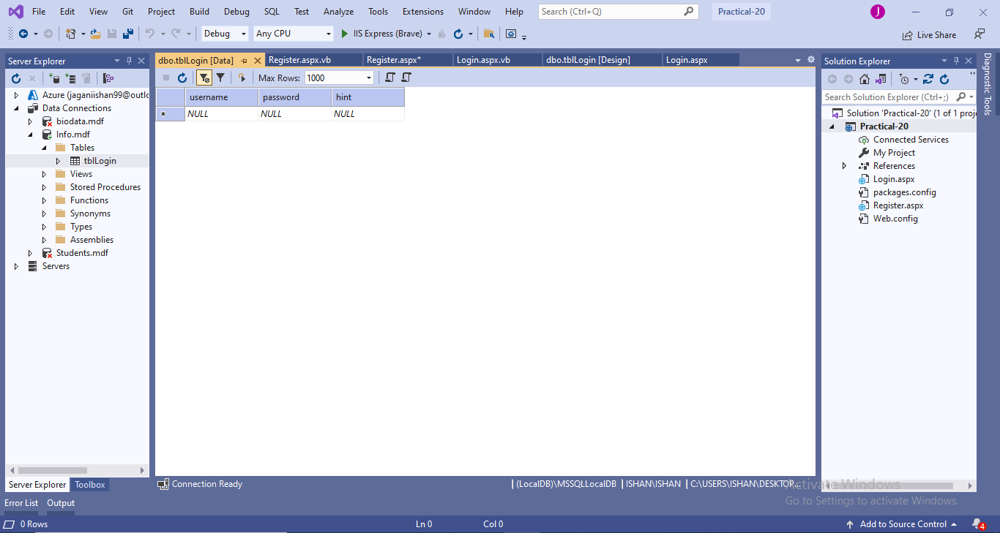 File Edit View Git Project Build Debug SQL Test Analyze Tools Extensions Window Help Search (Ctrl+Q) Practical-20 J
Debug Any CPU IIS Express (Brave) Live Share
Server Explorer
dbo.tblLogin [Data] Register.aspx.vb Register.aspx* Login.aspx.vb dbo.tblLogin [Design] Login.aspx
Solution Explorer
Diagnostic Tools
Max Rows: 1000
Search Solution Explorer (Ctrl+;)
Azure (jaganiishan99@outlo
Data Connections
biodata.mdf
Info.mdf
Tables
tblLogin
Views
Stored Procedures
Functions
Synonyms
Types
Assemblies
Students.mdf
Servers
username password hint
NULL NULL NULL
Solution 'Practical-20' (1 of 1 proj
Practical-20
Connected Services
My Project
References
Login.aspx
packages.config
Register.aspx
Web.config
Server Explorer Toolbox
Connection Ready (LocalDB)\MSSQLLocalDB ISHAN\ISHAN C:\USERS\ISHAN\DESKTOP...
Activate Windows
Go to Settings to activate Windows.
Error List Output
0 Rows Ln 0 Col 0 Add to Source Control 4